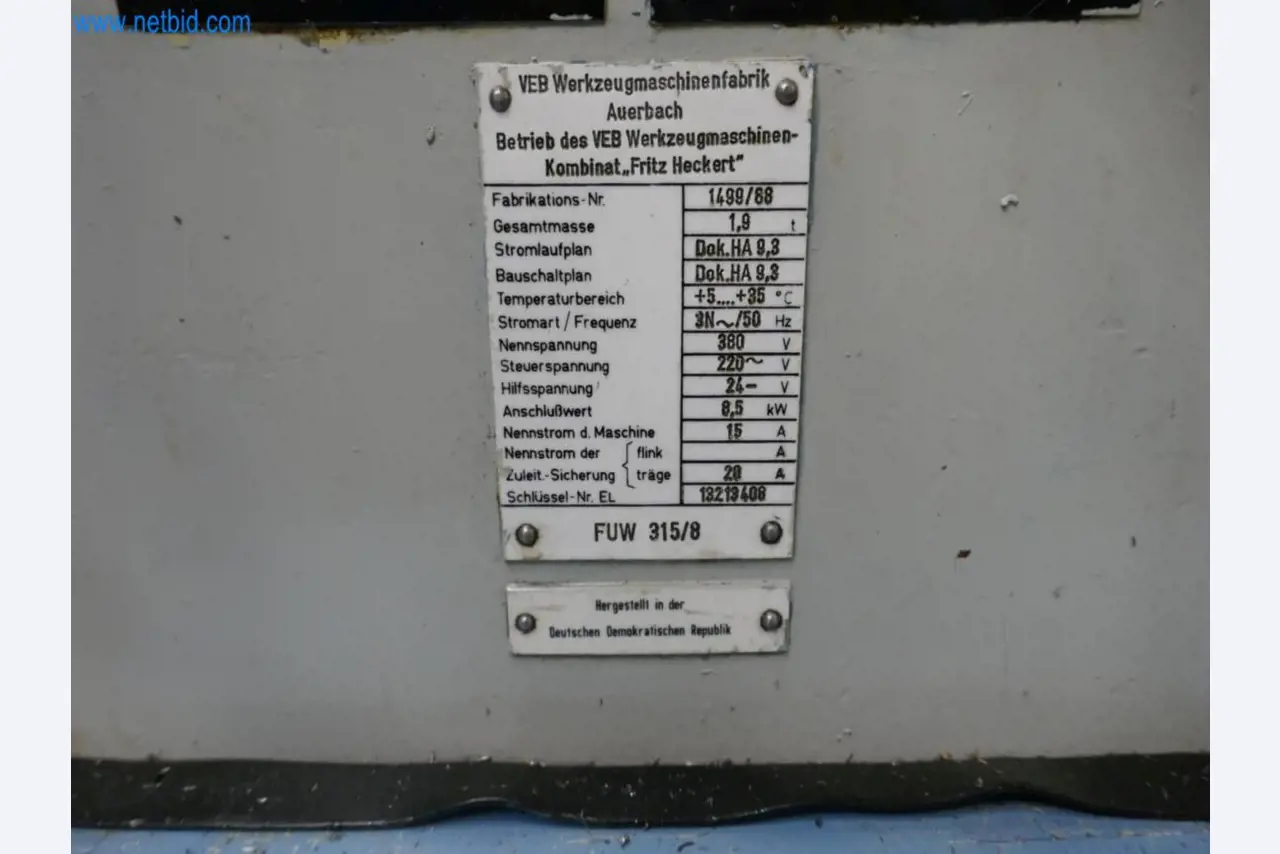 www.netbid.com
VEB Werkzeugmaschinenfabrik
Auerbach
Betrieb des VEB Werkzeugmaschinen-
Kombinat „Fritz Heckert"
Fabrikations-Nr. 1499/88
Gesamtmasse 1,9 t
Stromlaufplan Dok.HA 9,3
Bauschaltplan Dok.HA 9,3
Temperaturbereich +5....+35 °C
Stromart / Frequenz 3N~/50 Hz
Nennspannung 380 V
Steuerspannung 220~ V
Hilfsspannung 24- V
Anschlußwert 8,5 kW
Nennstrom d. Maschine 15 A
Nennstrom der { flink A
Zuleit.-Sicherung { träge 20 A
Schlüssel-Nr. EL 13213408
FUW 315/8
Hergestellt in der
Deutschen Demokratischen Republik